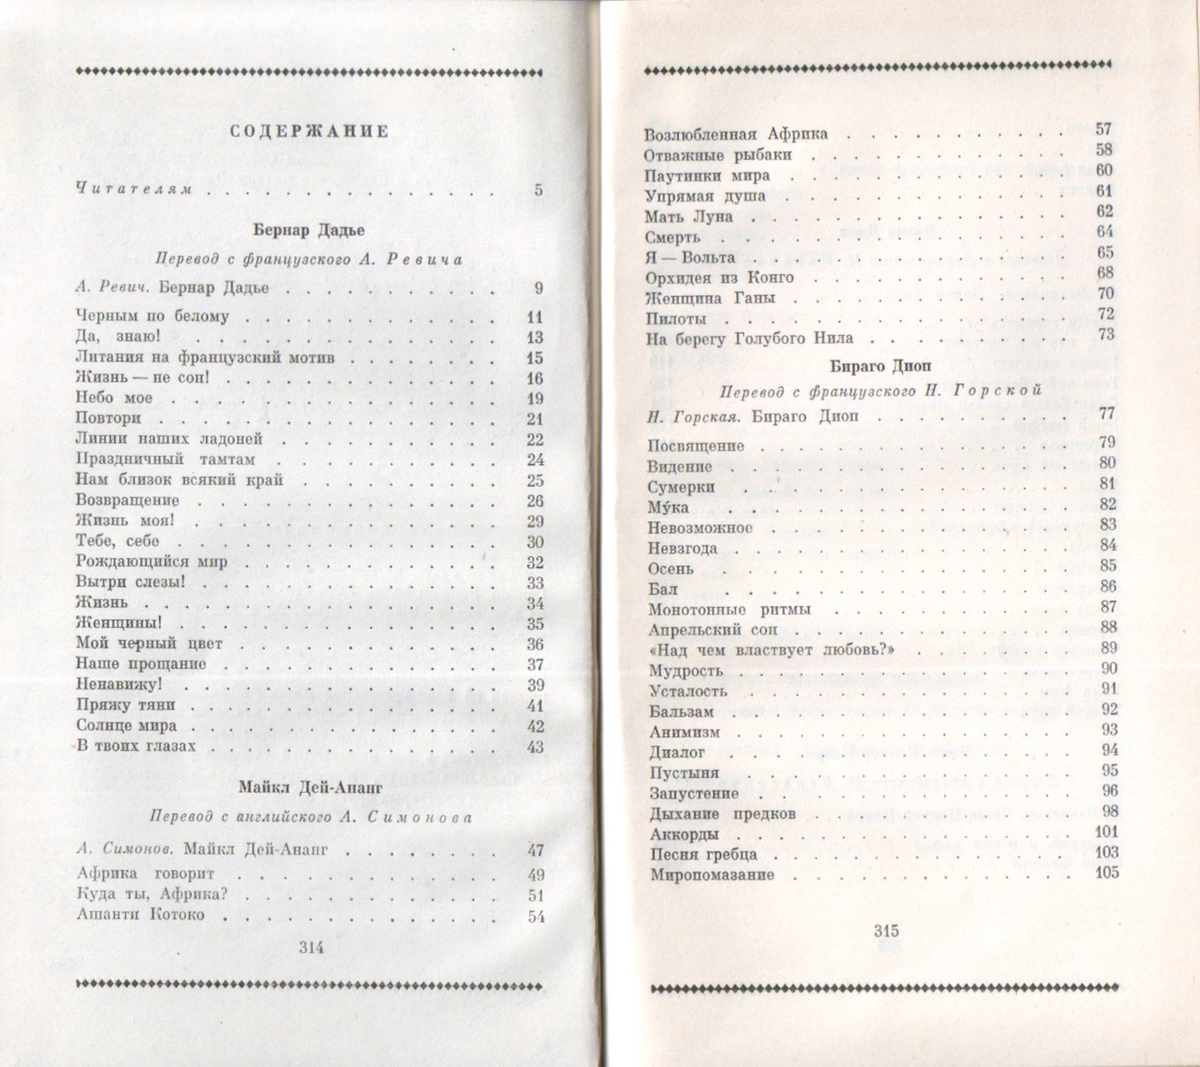 СОДЕРЖАНИЕ
Читателям . . . . . . . . . . . . . . . 5
Бернар Дадье
Перевод с французского А. Ревича
А. Ревич. Бернар Дадье . . . . . . . . . . . 9
Черным по белому . . . . . . . . . . . . . 11
Да, знаю! . . . . . . . . . . . . . . . 13
Литания на французский мотив . . . . . . . . 15
Жизнь — не сон! . . . . . . . . . . . . . 16
Небо мое . . . . . . . . . . . . . . . . 19
Повтори . . . . . . . . . . . . . . . . 21
Линии наших ладоней . . . . . . . . . . . 22
Праздничный тамтам . . . . . . . . . . . . 24
Нам близок всякий край . . . . . . . . . . 25
Возвращение . . . . . . . . . . . . . . . 26
Жизнь моя! . . . . . . . . . . . . . . . 29
Тебе, себе . . . . . . . . . . . . . . . 30
Рождающийся мир . . . . . . . . . . . . . 32
Вытри слезы! . . . . . . . . . . . . . . 33
Жизнь . . . . . . . . . . . . . . . . . 34
Женщины! . . . . . . . . . . . . . . . . 35
Мой черный цвет . . . . . . . . . . . . . 36
Наше прощание . . . . . . . . . . . . . . 37
Ненавижу! . . . . . . . . . . . . . . . . 39
Пряжу тяни . . . . . . . . . . . . . . . 41
Солнце мира . . . . . . . . . . . . . . . 42
В твоих глазах . . . . . . . . . . . . . . 43
Майкл Дей-Ананг
Перевод с английского А. Симонова
А. Симонов. Майкл Дей-Ананг . . . . . . . . 47
Африка говорит . . . . . . . . . . . . . 49
Куда ты, Африка? . . . . . . . . . . . . . 51
Ашанти Котоко . . . . . . . . . . . . . . 54
314
Возлюбленная Африка . . . . . . . . . . . 57
Отважные рыбаки . . . . . . . . . . . . . 58
Паутинки мира . . . . . . . . . . . . . . 60
Упрямая душа . . . . . . . . . . . . . . 61
Мать Луна . . . . . . . . . . . . . . . . 62
Смерть . . . . . . . . . . . . . . . . . 64
Я — Вольта . . . . . . . . . . . . . . . 65
Орхидея из Конго . . . . . . . . . . . . . 68
Женщина Ганы . . . . . . . . . . . . . . 70
Пилоты . . . . . . . . . . . . . . . . . 72
На берегу Голубого Нила . . . . . . . . . . 73
Бираго Диоп
Перевод с французского Н. Горской
Н. Горская. Бираго Диоп . . . . . . . . . . 77
Посвящение . . . . . . . . . . . . . . . 79
Видение . . . . . . . . . . . . . . . . 80
Сумерки . . . . . . . . . . . . . . . . 81
Му́ка . . . . . . . . . . . . . . . . . 82
Невозможное . . . . . . . . . . . . . . . 83
Невзгода . . . . . . . . . . . . . . . . 84
Осень . . . . . . . . . . . . . . . . . 85
Бал . . . . . . . . . . . . . . . . . . 86
Монотонные ритмы . . . . . . . . . . . . . 87
Апрельский сон . . . . . . . . . . . . . . 88
«Над чем властвует любовь?» . . . . . . . . . 89
Мудрость . . . . . . . . . . . . . . . . 90
Усталость . . . . . . . . . . . . . . . . 91
Бальзам . . . . . . . . . . . . . . . . 92
Анимизм . . . . . . . . . . . . . . . . 93
Диалог . . . . . . . . . . . . . . . . . 94
Пустыня . . . . . . . . . . . . . . . . 95
Запустение . . . . . . . . . . . . . . . 96
Дыхание предков . . . . . . . . . . . . . 98
Аккорды . . . . . . . . . . . . . . . . 101
Песня гребца . . . . . . . . . . . . . . 103
Миропомазание . . . . . . . . . . . . . . 105
315